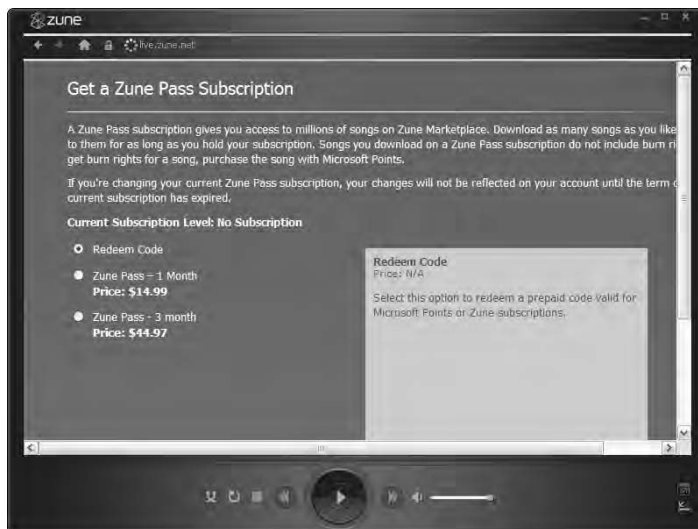 zune
live.zune.net
Get a Zune Pass Subscription
A Zune Pass subscription gives you access to millions of songs on Zune Marketplace. Download as many songs as you like
to them for as long as you hold your subscription. Songs you download on a Zune Pass subscription do not include burn
get burn rights for a song, purchase the song with Microsoft Points.
If you're changing your current Zune Pass subscription, your changes will not be reflected on your account until the term
current subscription has expired.
Current Subscription Level: No Subscription
Redeem Code
Zune Pass - 1 Month
Price: $14.99
Zune Pass - 3 month
Price: $44.97
Redeem Code
Price: N/A
Select this option to redeem a prepaid code valid for
Microsoft Points or Zune subscriptions.